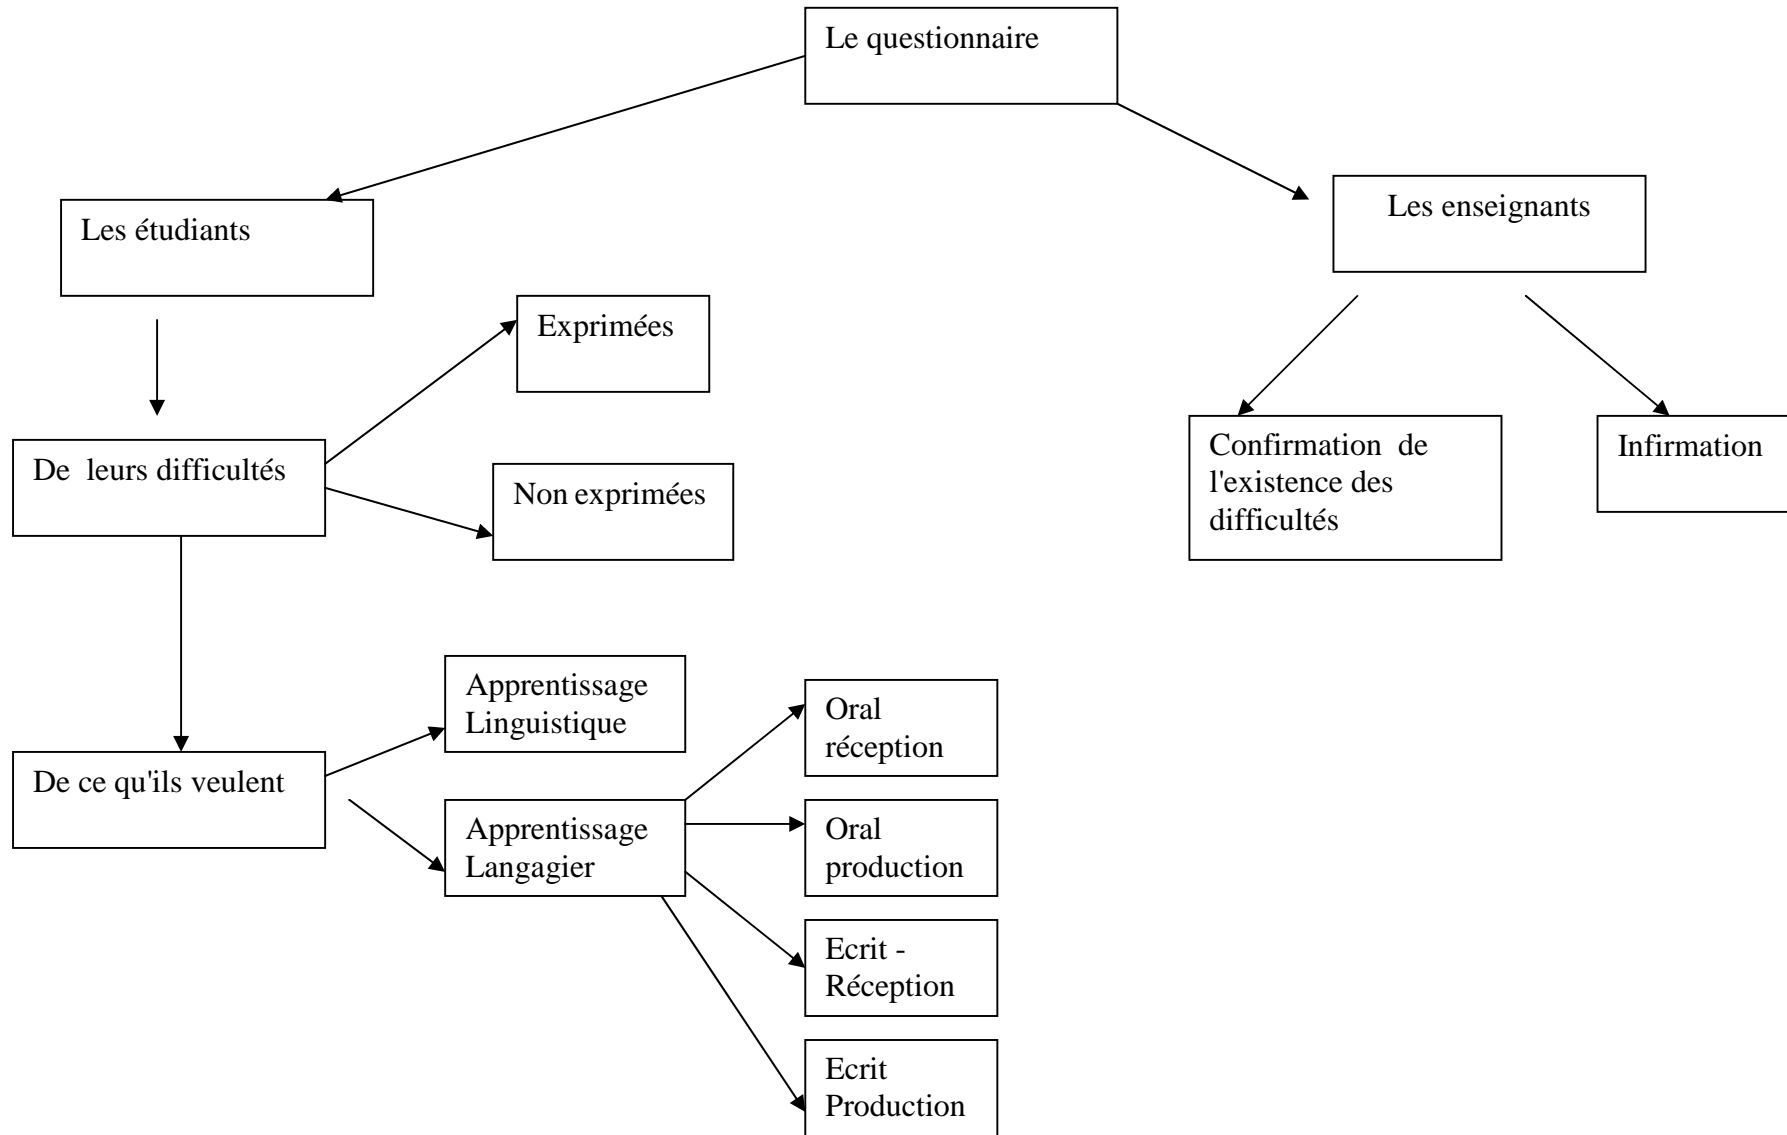 Le questionnaire
Les enseignants
Les étudiants
Exprimées
Confirmation  de
l'existence des
difficultés
Infirmation
De  leurs difficultés
Non exprimées
Apprentissage
Linguistique
Oral
réception
De ce qu'ils veulent
Apprentissage
Langagier
Oral
production
Ecrit -
Réception
Ecrit
Production